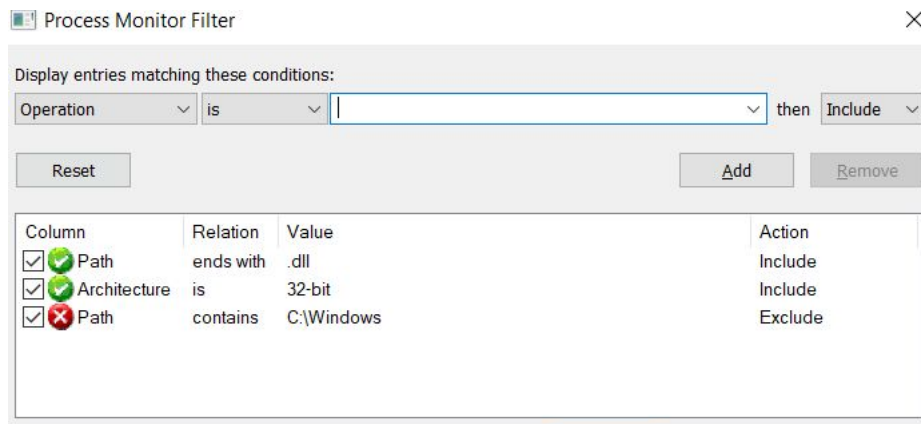 Process Monitor Filter
Display entries matching these conditions:
Operation is then Include
Reset Add Remove
Column Relation Value Action
Path ends with .dll Include
Architecture is 32-bit Include
Path contains C:\Windows Exclude